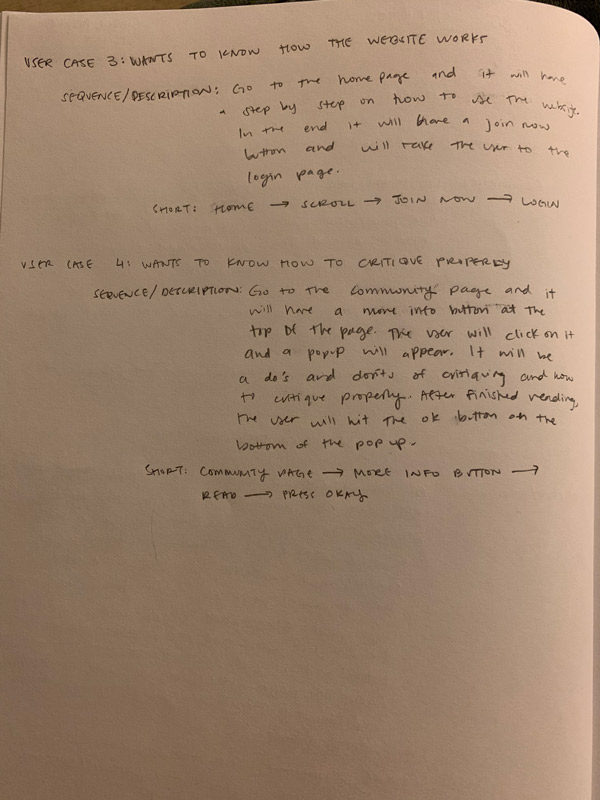 USER CASE 3: WANTS TO KNOW HOW THE WEBSITE WORKS
SEQUENCE/DESCRIPTION: Go to the home page and it will have
a step by step on how to use the website.
In the end it will have a join now
button and will take the user to the
login page.
SHORT: HOME → SCROLL → JOIN NOW → LOGIN
USER CASE 4: WANTS TO KNOW HOW TO CRITIQUE PROPERLY
SEQUENCE/DESCRIPTION: Go to the community page and it
will have a more info button at the
top of the page. The user will click on it
and a popup will appear. It will be
a do's and don'ts of critiquing and how
to critique properly. After finished reading,
the user will hit the ok button on the
bottom of the pop up.
SHORT: COMMUNITY PAGE → MORE INFO BUTTON →
READ → PRESS OKAY